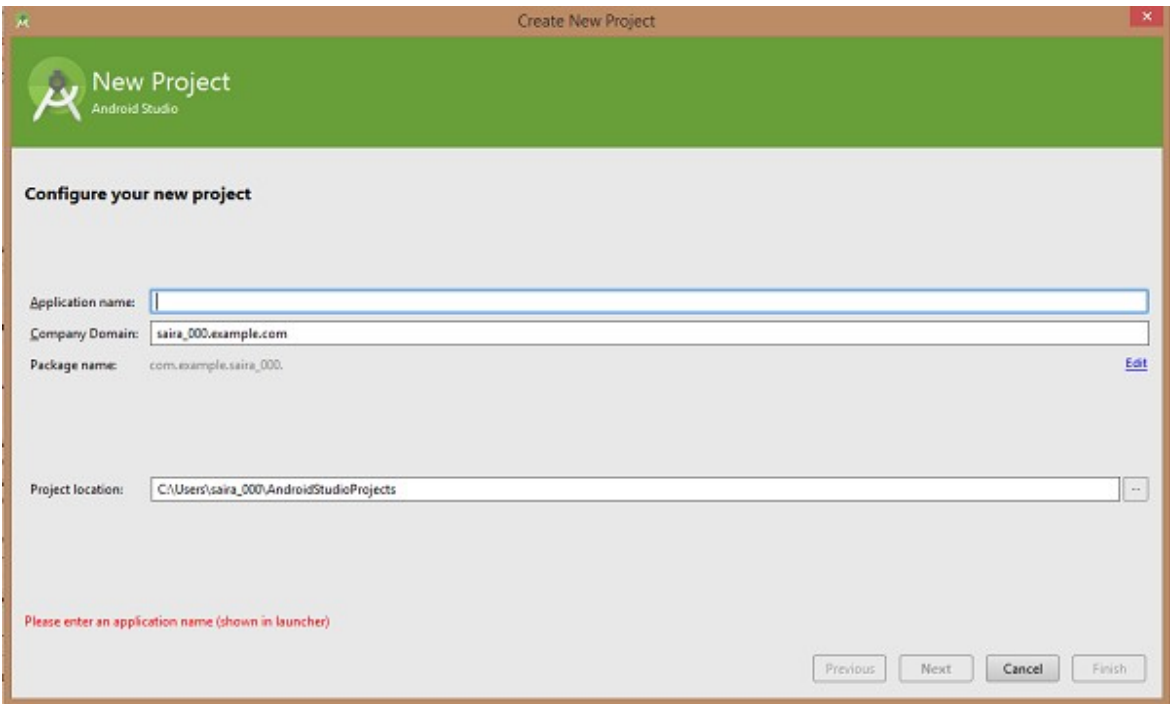 Create New Project
New Project
Android Studio
Configure your new project
Application name:
Company Domain: saira_000.example.com
Package name: com.example.saira_000. Edit
Project location: C:\Users\saira_000\AndroidStudioProjects ...
Please enter an application name (shown in launcher)
Previous Next Cancel Finish